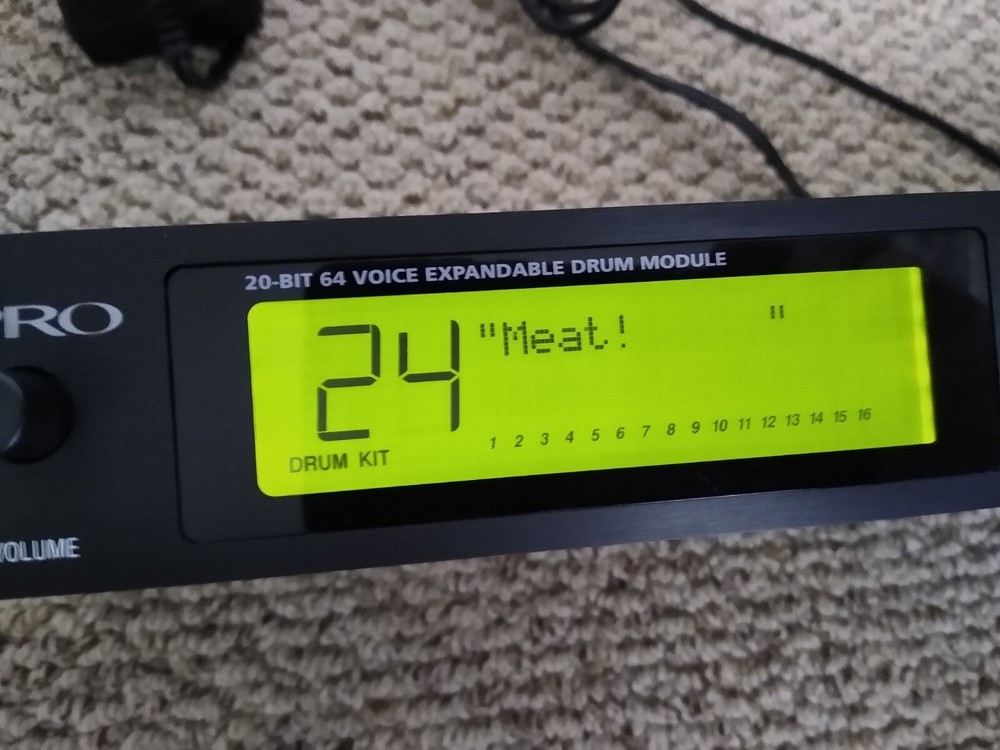 20-BIT 64 VOICE EXPANDABLE DRUM MODULE
PRO
24 "Meat! "
1 2 3 4 5 6 7 8 9 10 11 12 13 14 15 16
DRUM KIT
VOLUME